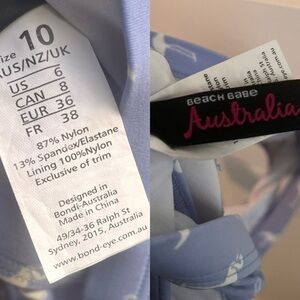 Size 10
AUS/NZ/UK
US 6
CAN 8
EUR 36
FR 38
87% Nylon
13% Spandex/Elastane
Lining 100%Nylon
Exclusive of trim
Designed in
Bondi-Australia
Made in China
49/34-36 Ralph St
Sydney, 2015, Australia
www.bond-eye.com
BEACH BABE
Australia